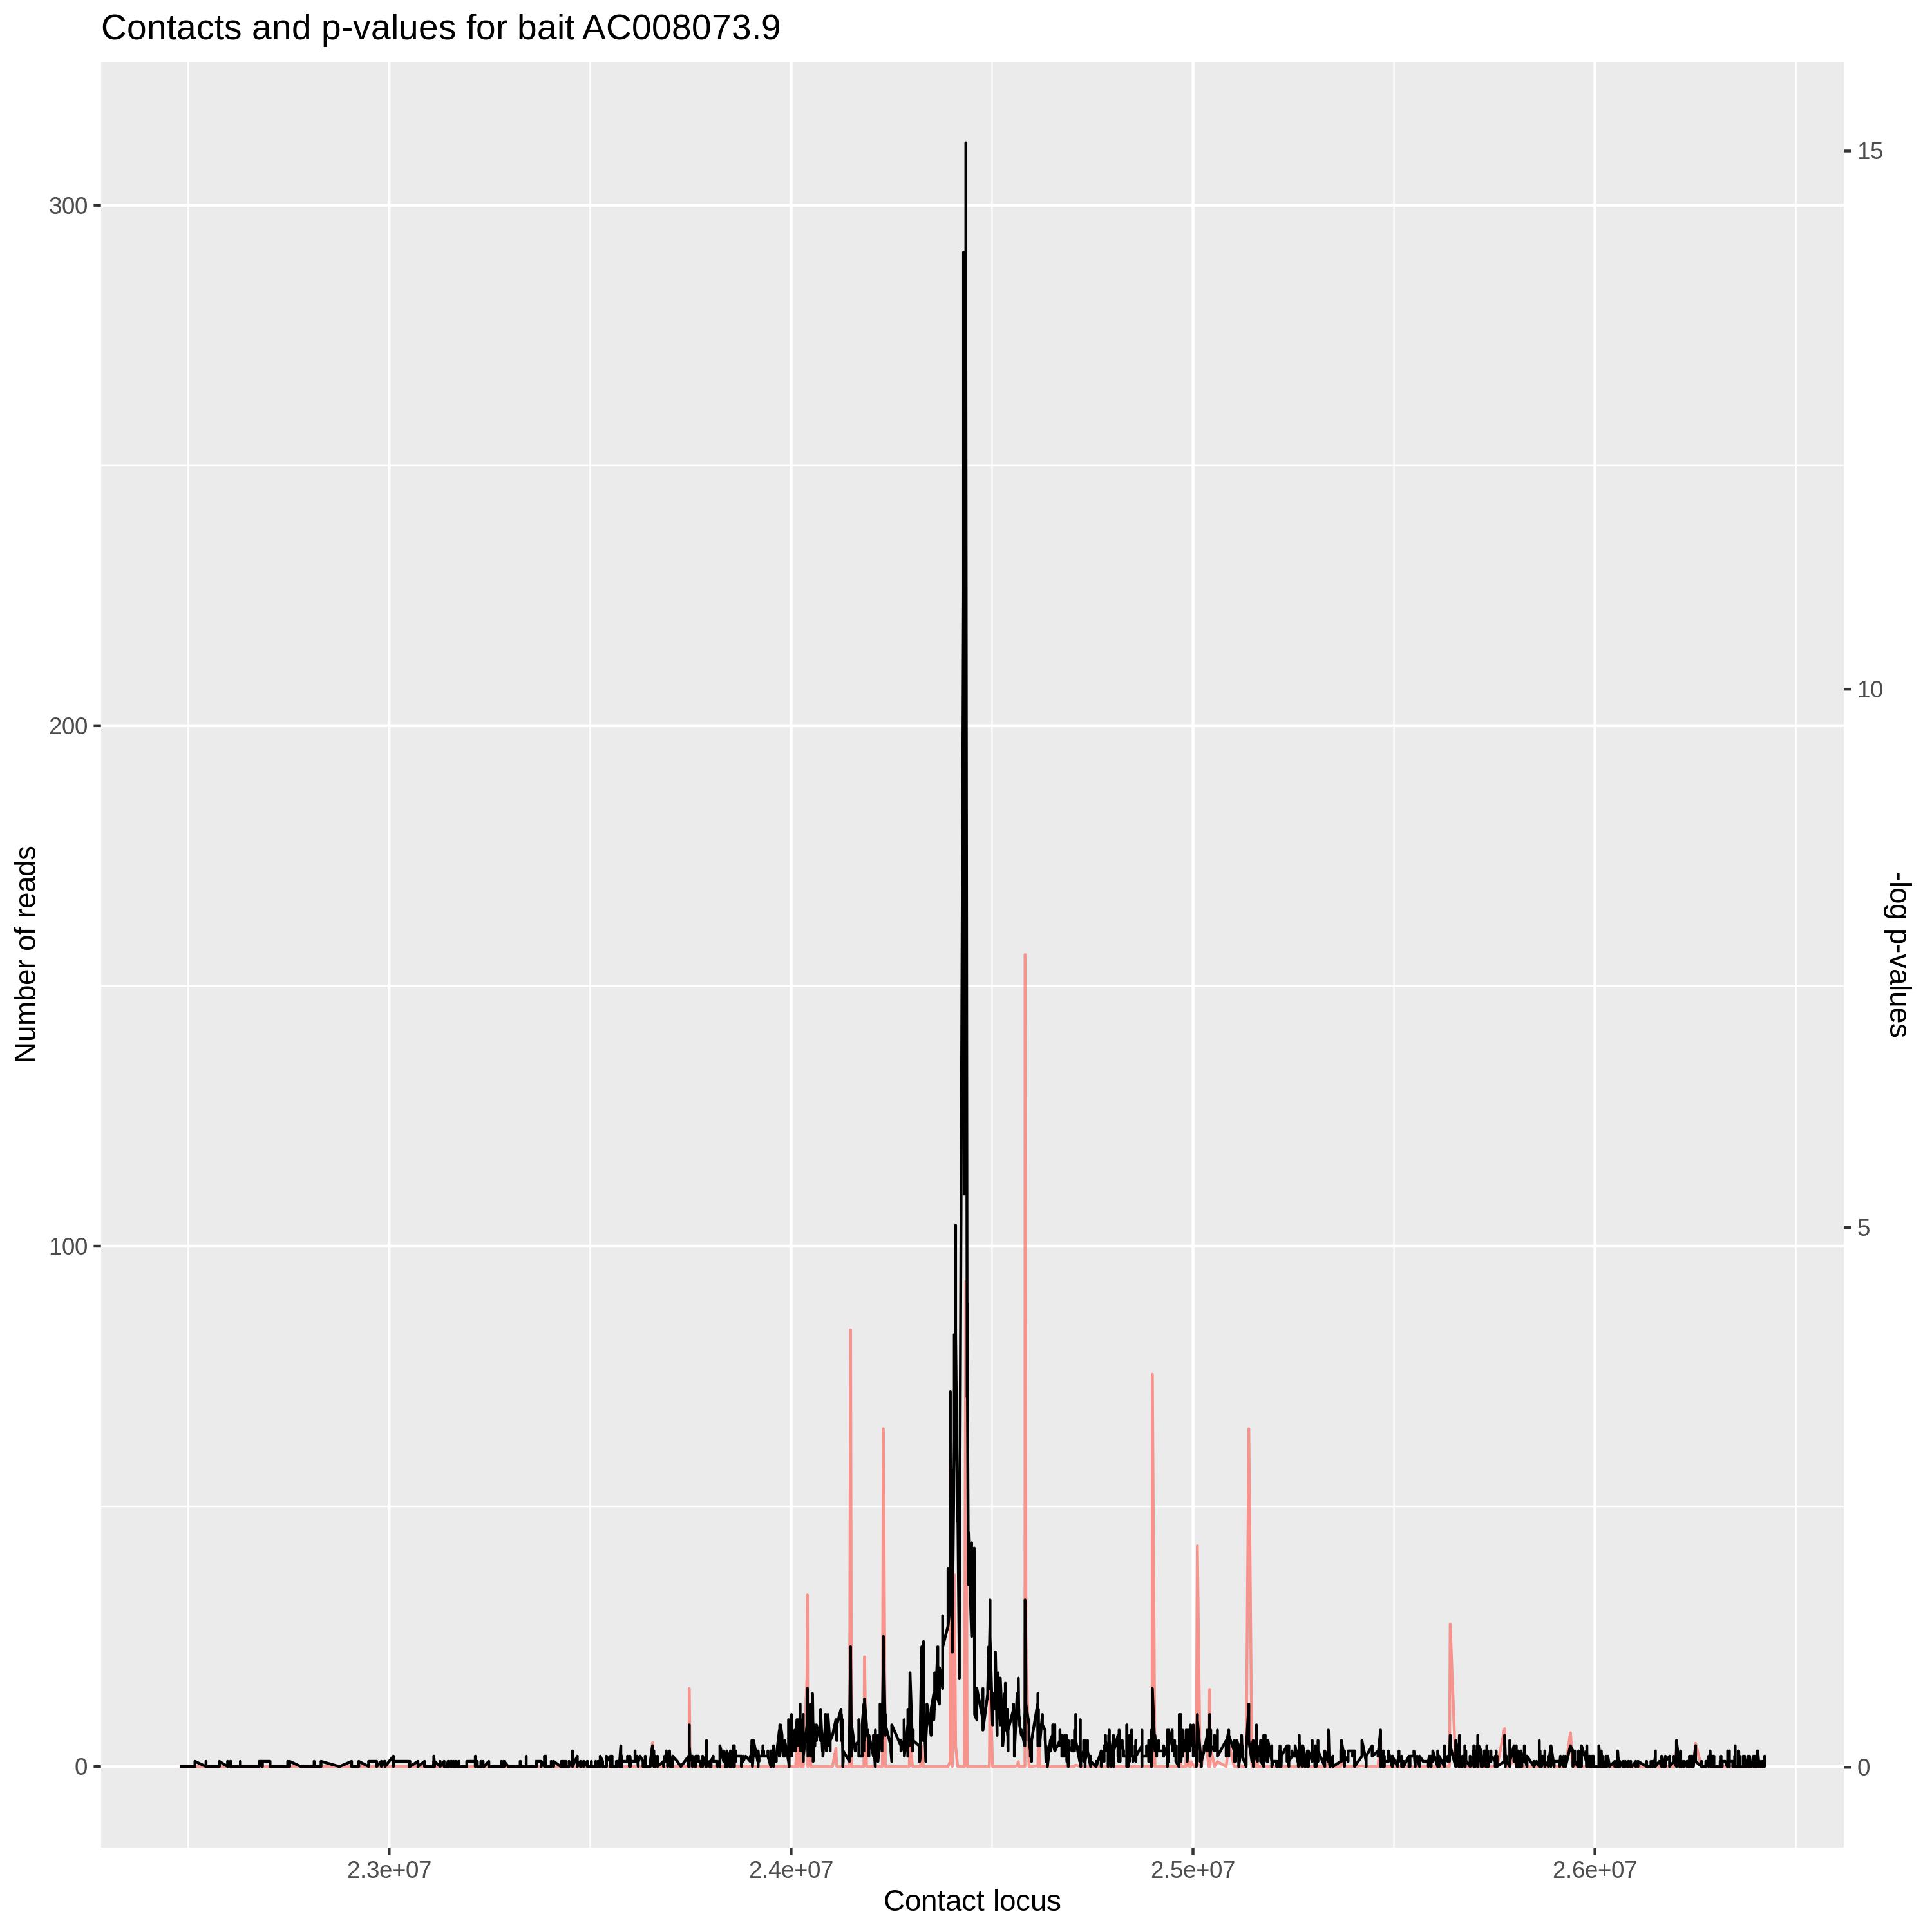 Contacts and p-values for bait AC008073.9
300
200
100
0
Number of reads
15
10
5
0
-log p-values
2.3e+07
2.4e+07
2.5e+07
2.6e+07
Contact locus